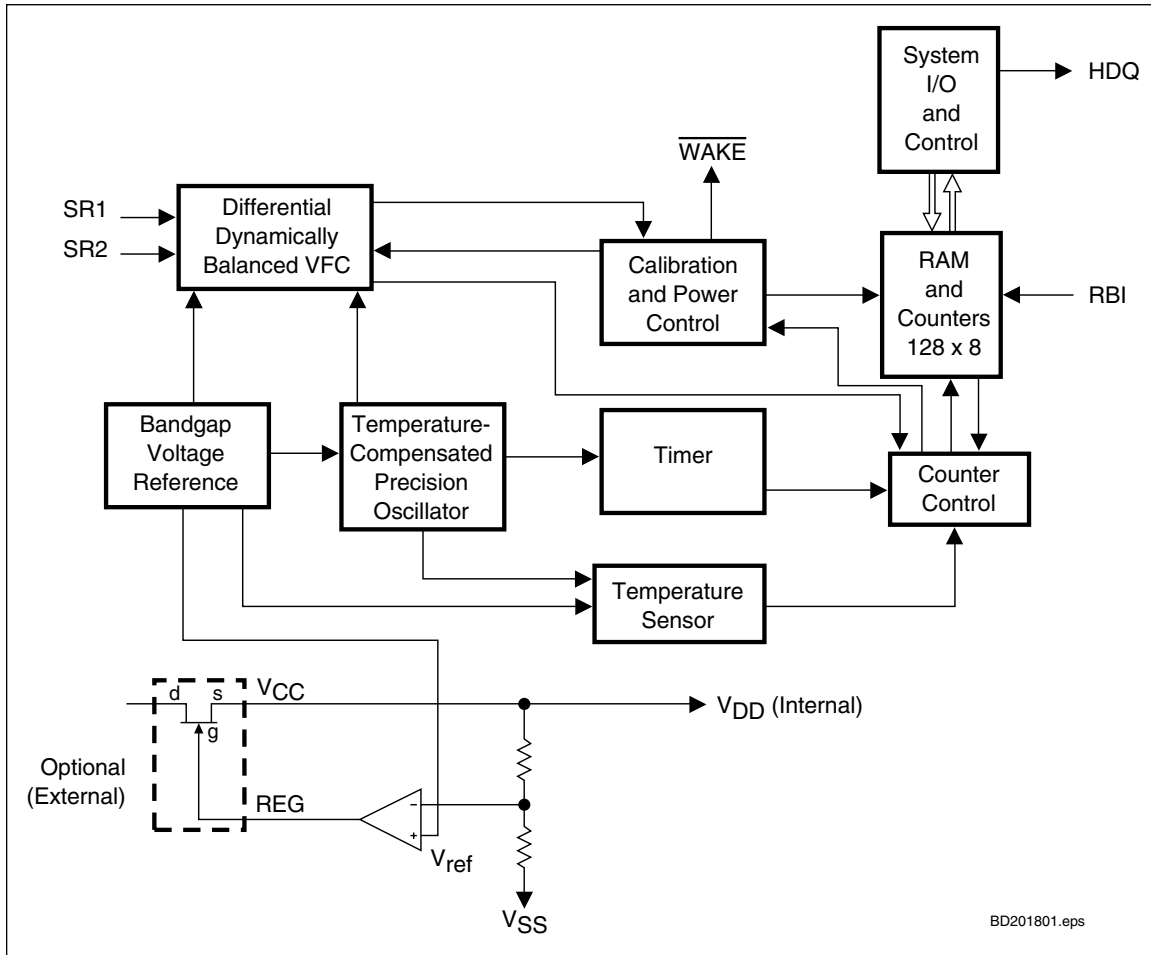 System
I/O
and
Control
HDQ
WAKE
SR1
SR2
Differential
Dynamically
Balanced VFC
Calibration
and Power
Control
RAM
and
Counters
128 x 8
RBI
Bandgap
Voltage
Reference
Temperature-
Compensated
Precision
Oscillator
Timer
Counter
Control
Temperature
Sensor
d
s
g
VCC
VDD (Internal)
Optional
(External)
REG
–
+
Vref
VSS
BD201801.eps